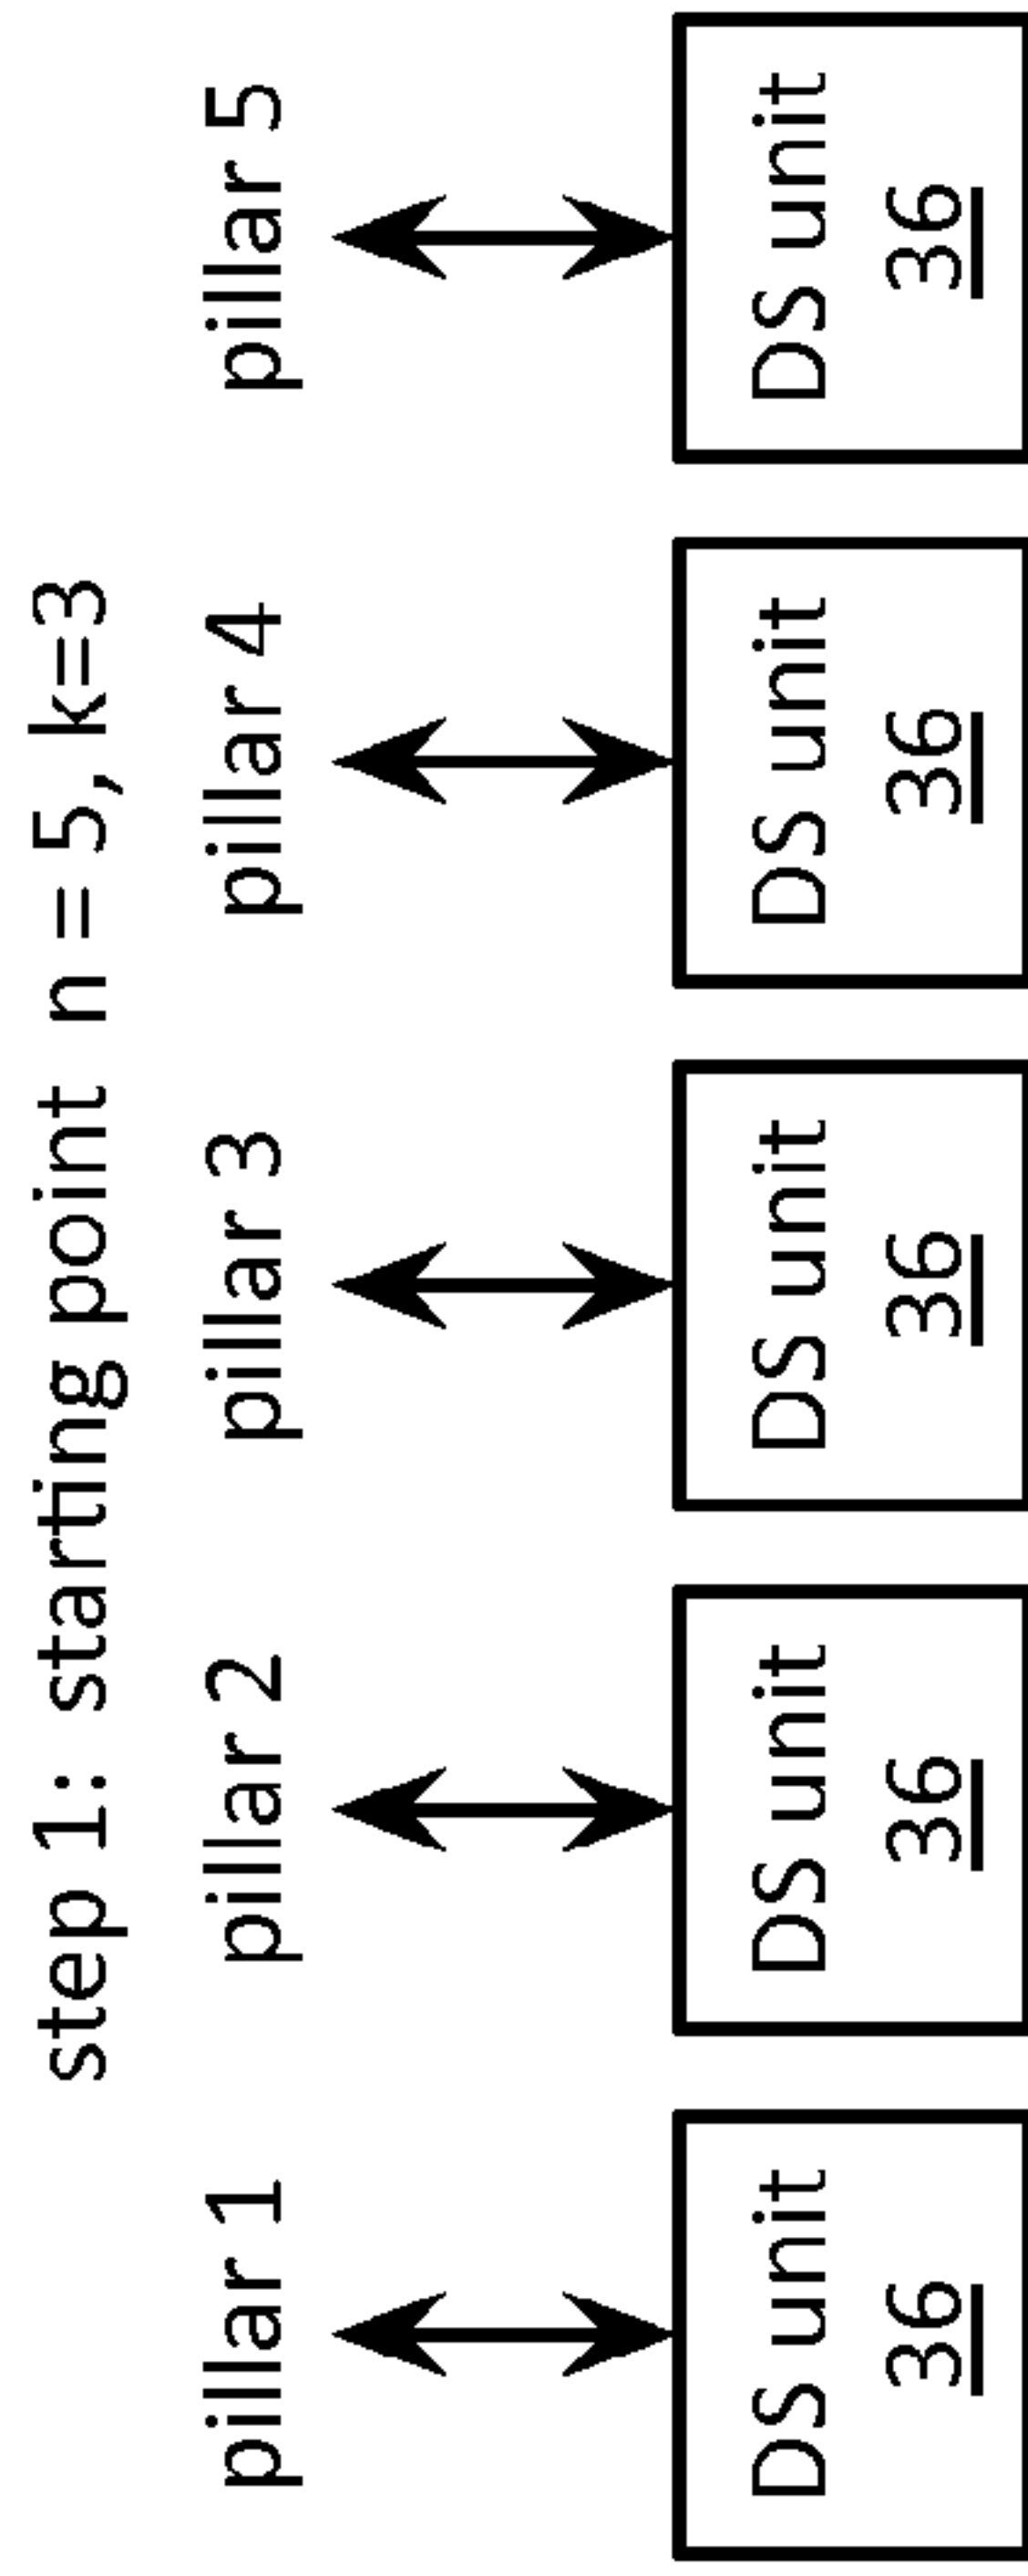 step 1: starting point n = 5, k=3
pillar 1 pillar 2 pillar 3 pillar 4 pillar 5
DS unit DS unit DS unit DS unit DS unit
36 36 36 36 36